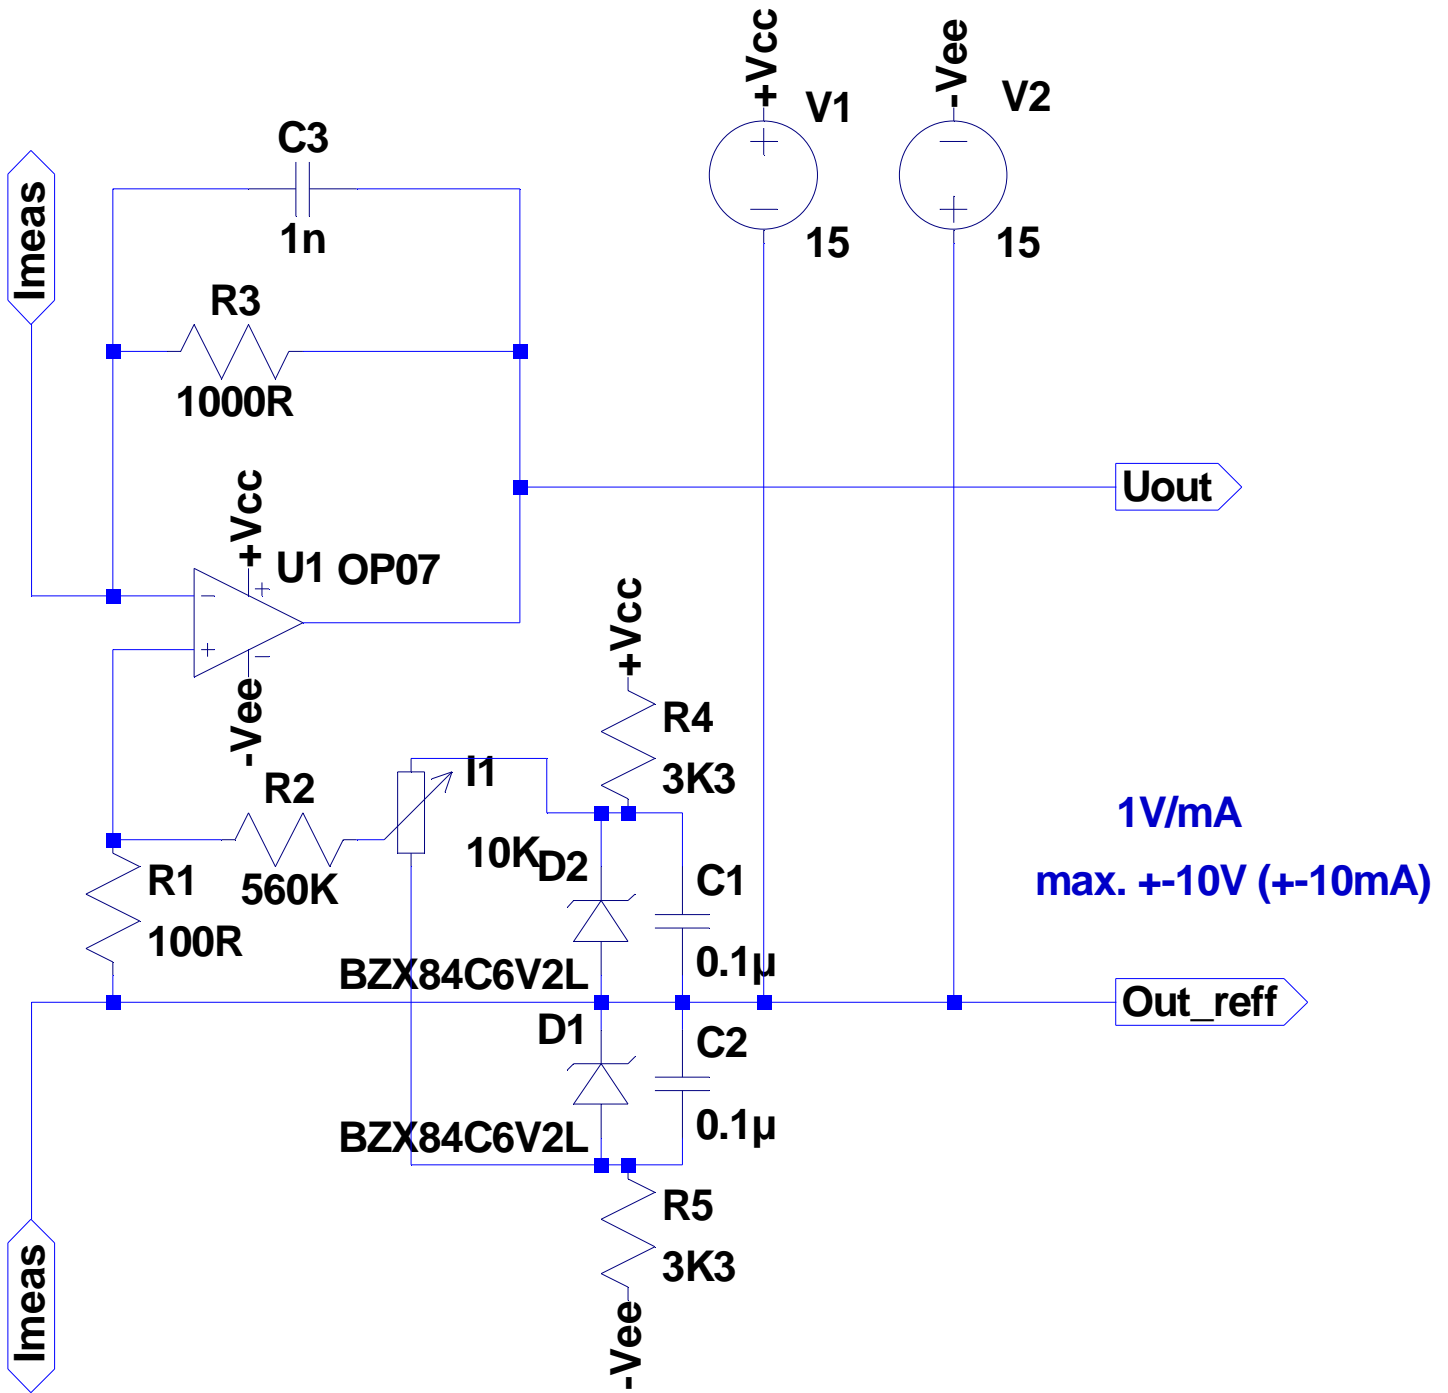 +Vcc
-Vee
V1
V2
C3
Imeas
1n
15
15
R3
1000R
+Vcc
Uout
U1 OP07
+Vcc
-Vee
R4
I1
3K3
R2
1V/mA
10K
D2
R1
560K
C1
max. +-10V (+-10mA)
100R
BZX84C6V2L
0.1µ
Out_reff
D1
C2
BZX84C6V2L
0.1µ
R5
3K3
Imeas
-Vee